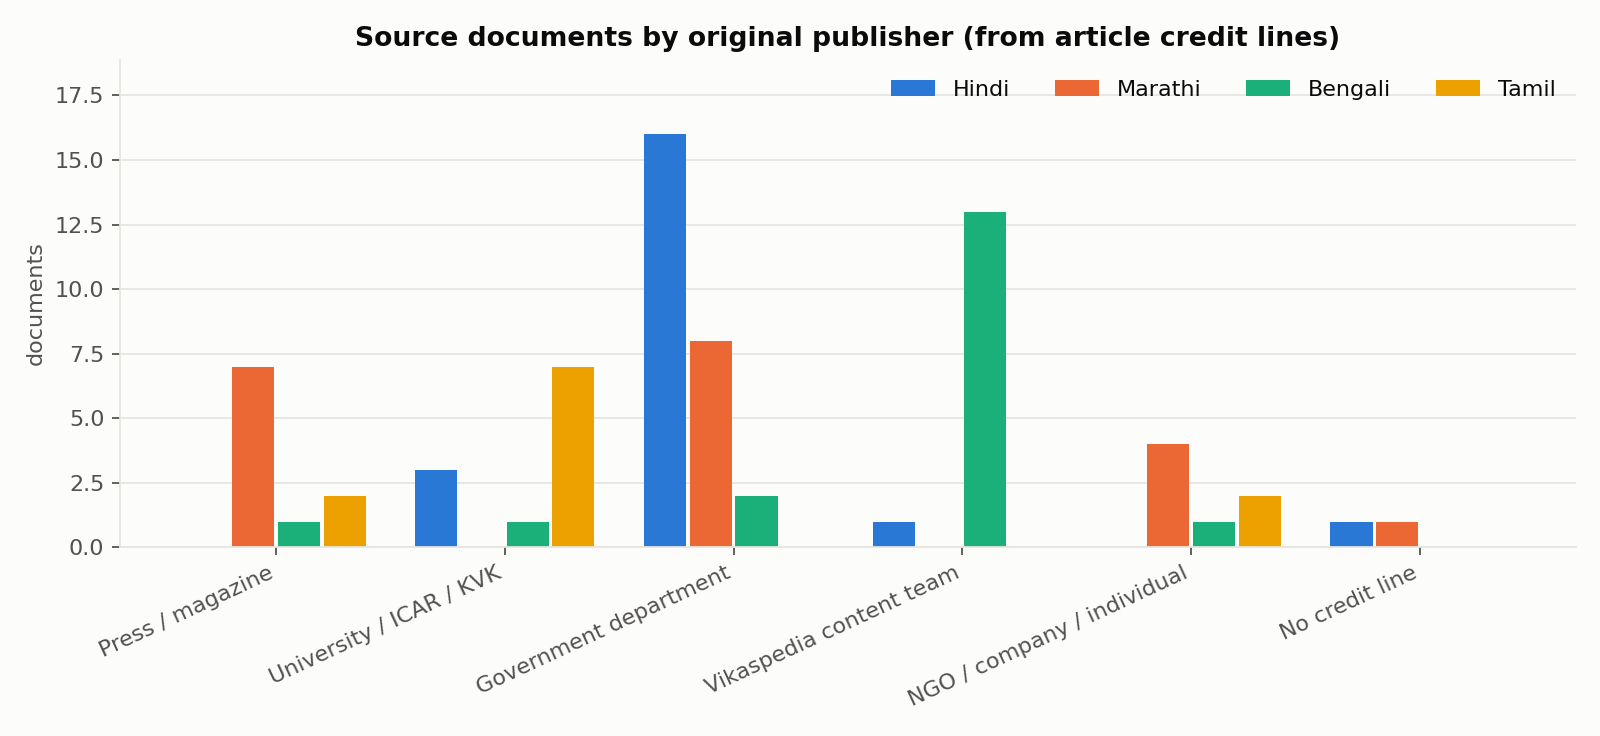 Source documents by original publisher (from article credit lines)
Hindi
Marathi
Bengali
Tamil
documents
17.5
15.0
12.5
10.0
7.5
5.0
2.5
0.0
Press / magazine
University / ICAR / KVK
Government department
Vikaspedia content team
NGO / company / individual
No credit line